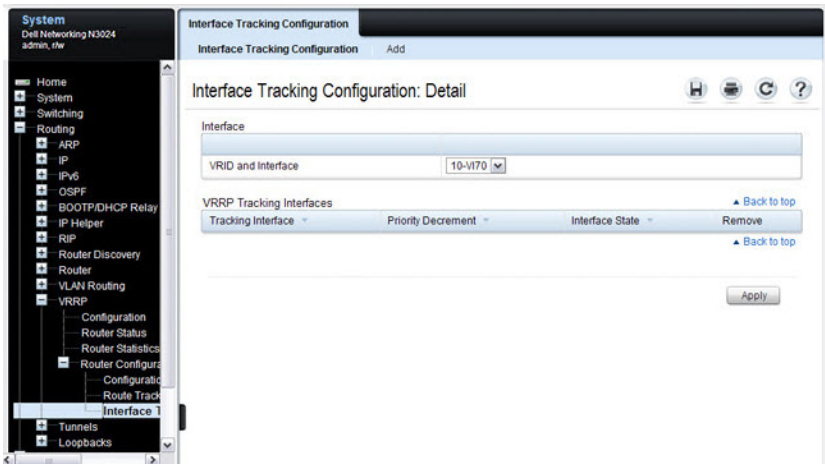 System
Dell Networking N3024
admin, r/w
Home
System
Switching
Routing
ARP
IP
IPv6
OSPF
BOOTP/DHCP Relay
IP Helper
RIP
Router Discovery
Router
VLAN Routing
VRRP
Configuration
Router Status
Router Statistics
Router Configura
Configuratio
Route Track
Interface T
Tunnels
Loopbacks
Interface Tracking Configuration
Interface Tracking Configuration Add
Interface Tracking Configuration: Detail
Interface
VRID and Interface 10-Vl70
VRRP Tracking Interfaces Back to top
Tracking Interface Priority Decrement Interface State Remove
Back to top
Apply